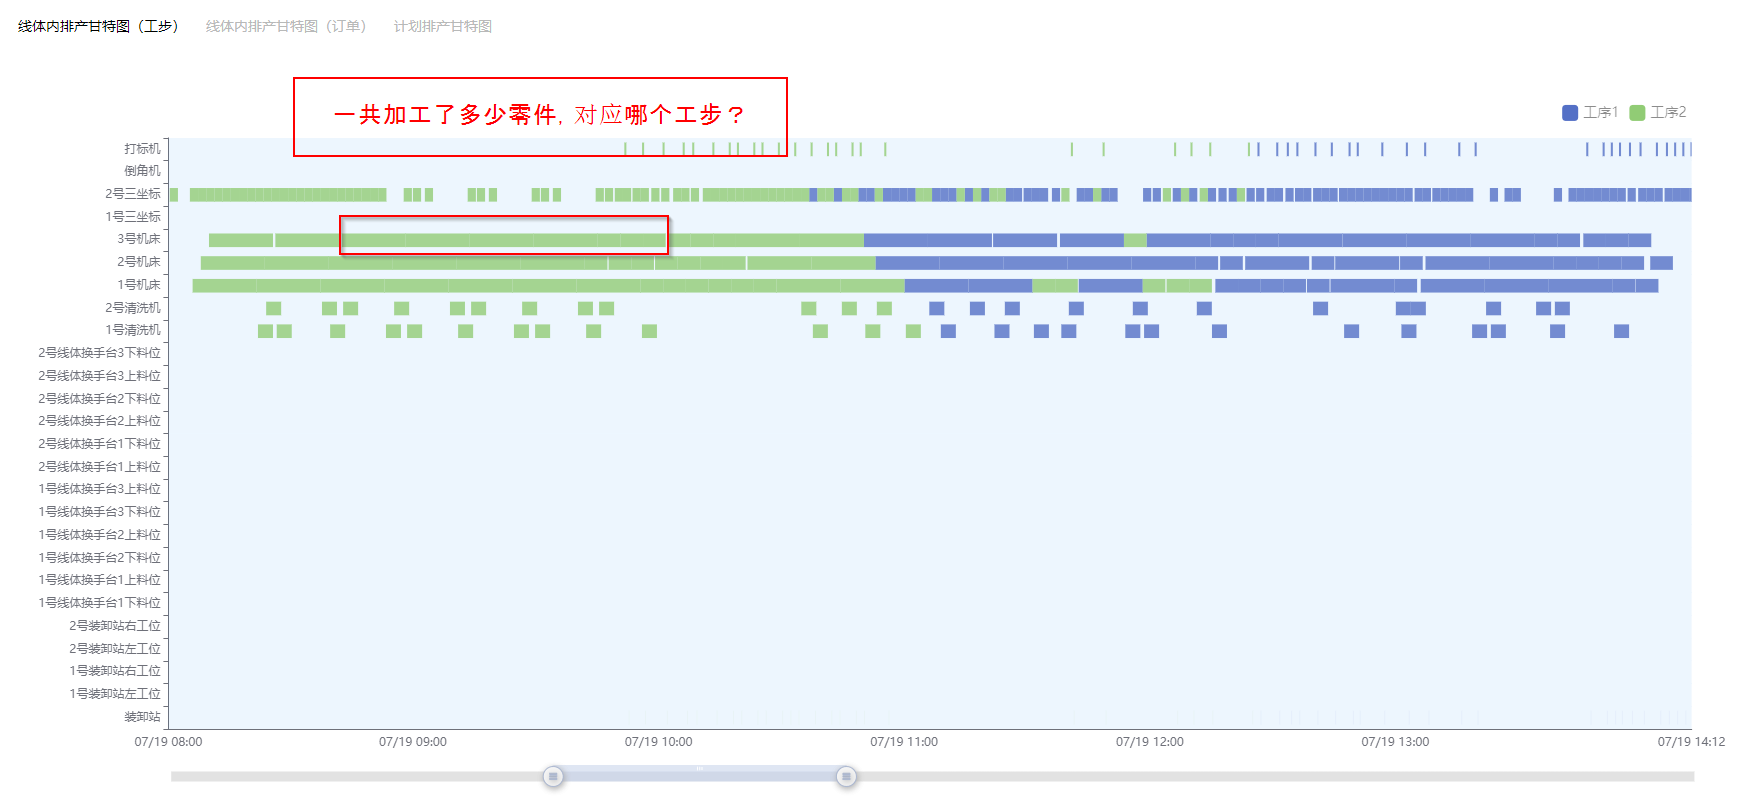 线体内排产甘特图（工步） 线体内排产甘特图（订单） 计划排产甘特图
一共加工了多少零件, 对应哪个工步？
工序1 工序2
打标机
倒角机
2号三坐标
1号三坐标
3号机床
2号机床
1号机床
2号清洗机
1号清洗机
2号线体换手台3下料位
2号线体换手台3上料位
2号线体换手台2下料位
2号线体换手台2上料位
2号线体换手台1下料位
2号线体换手台1上料位
1号线体换手台3上料位
1号线体换手台3下料位
1号线体换手台2上料位
1号线体换手台2下料位
1号线体换手台1上料位
1号线体换手台1下料位
2号装卸站右工位
2号装卸站左工位
1号装卸站右工位
1号装卸站左工位
装卸站
07/19 08:00 07/19 09:00 07/19 10:00 07/19 11:00 07/19 12:00 07/19 13:00 07/19 14:12